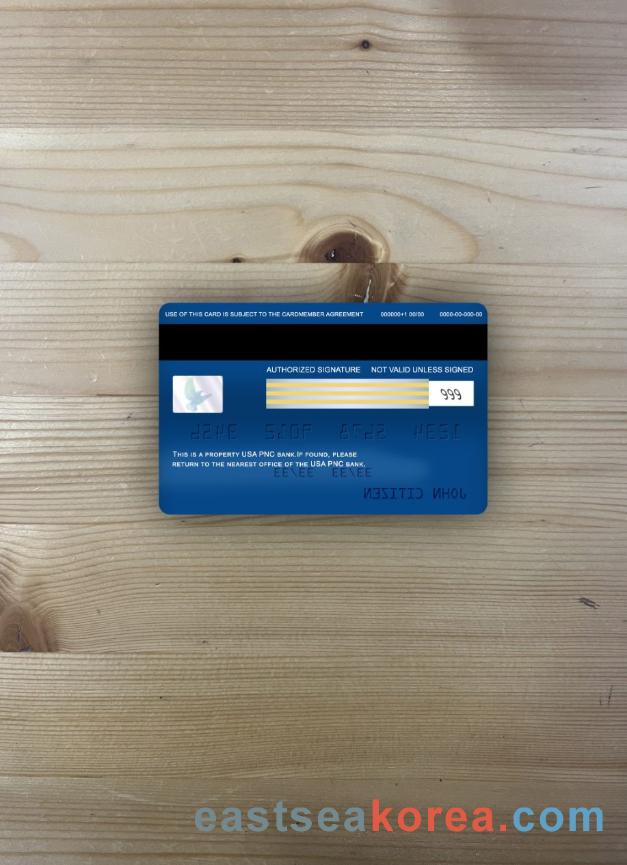 USE OF THIS CARD IS SUBJECT TO THE CARDMEMBER AGREEMENT 000000+1 00/00 0000-00-000-00
AUTHORIZED SIGNATURE NOT VALID UNLESS SIGNED
999
THIS IS A PROPERTY USA PNC BANK.IF FOUND, PLEASE
RETURN TO THE NEAREST OFFICE OF THE USA PNC BANK.
JOHN CITIZEN
eastseakorea.com